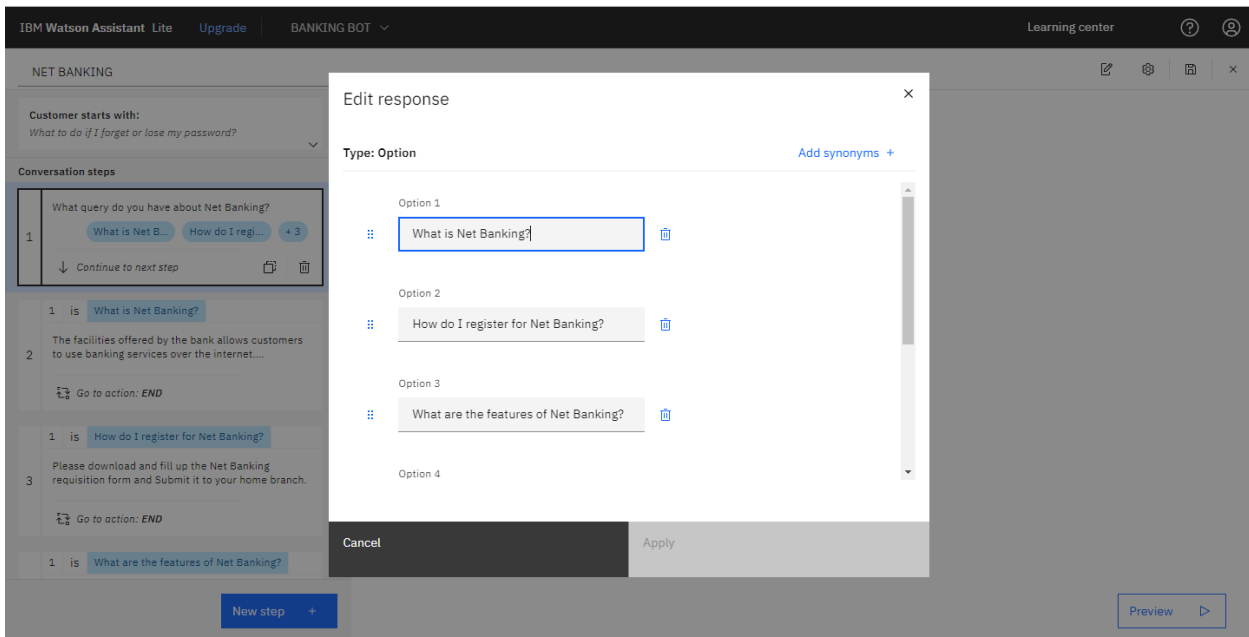 IBM Watson Assistant Lite Upgrade BANKING BOT Learning center
NET BANKING
Customer starts with:
What to do if I forget or lose my password?
Conversation steps
1
What query do you have about Net Banking?
What is Net B... How do I regi... + 3
Continue to next step
1 is What is Net Banking?
2
The facilities offered by the bank allows customers
to use banking services over the internet....
Go to action: END
1 is How do I register for Net Banking?
3
Please download and fill up the Net Banking
requisition form and Submit it to your home branch.
Go to action: END
1 is What are the features of Net Banking?
New step +
Edit response
Type: Option Add synonyms +
Option 1
What is Net Banking?
Option 2
How do I register for Net Banking?
Option 3
What are the features of Net Banking?
Option 4
Cancel Apply
Preview